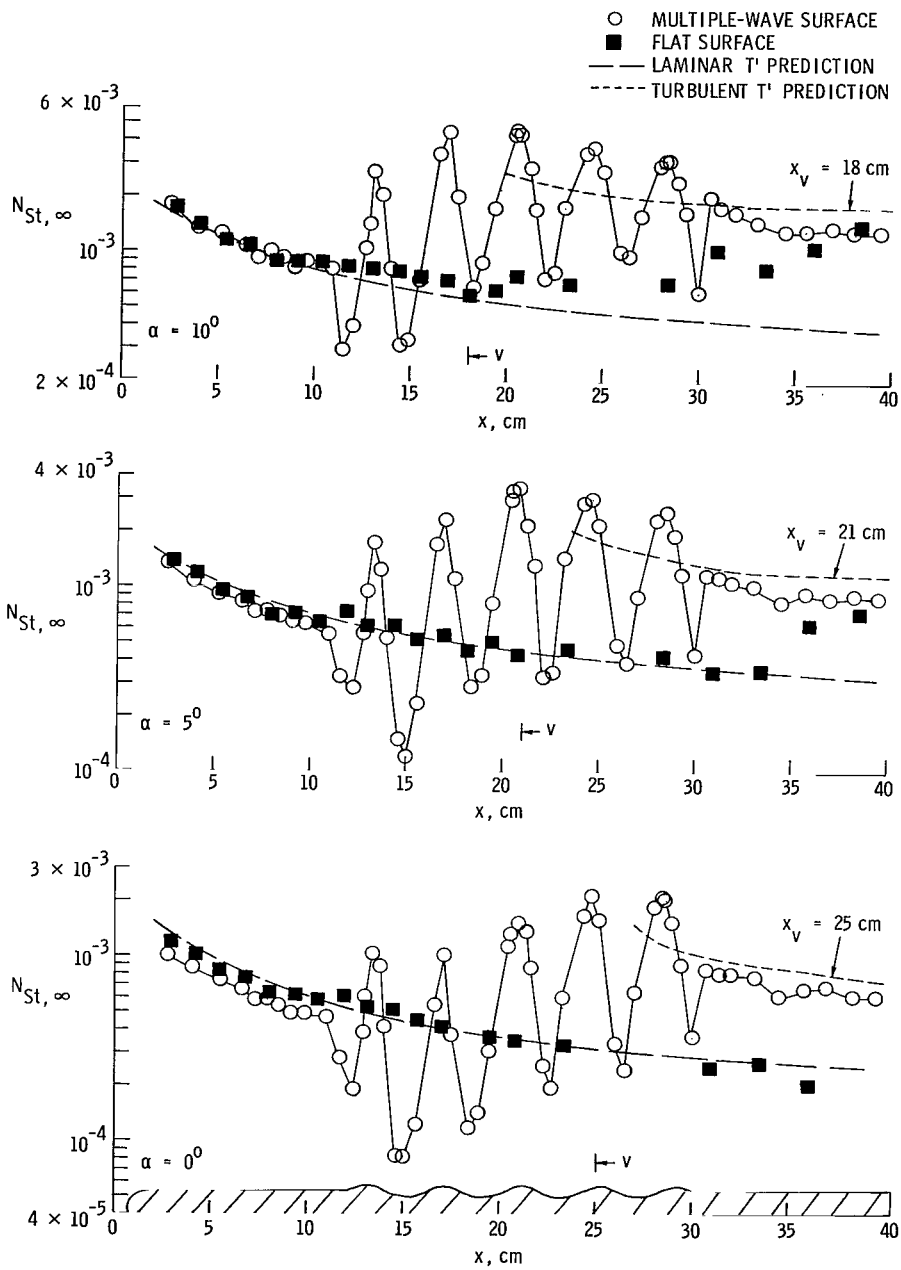 MULTIPLE-WAVE SURFACE
FLAT SURFACE
LAMINAR T' PREDICTION
TURBULENT T' PREDICTION
6 × 10⁻³
x_v = 18 cm
N_St, ∞
10⁻³
α = 10⁰
v
2 × 10⁻⁴
0 5 10 15 20 25 30 35 40
x, cm
4 × 10⁻³
x_v = 21 cm
10⁻³
N_St, ∞
α = 5⁰
v
10⁻⁴
0 5 10 15 20 25 30 35 40
x, cm
3 × 10⁻³
x_v = 25 cm
10⁻³
N_St, ∞
10⁻⁴
α = 0⁰
v
4 × 10⁻⁵
0 5 10 15 20 25 30 35 40
x, cm